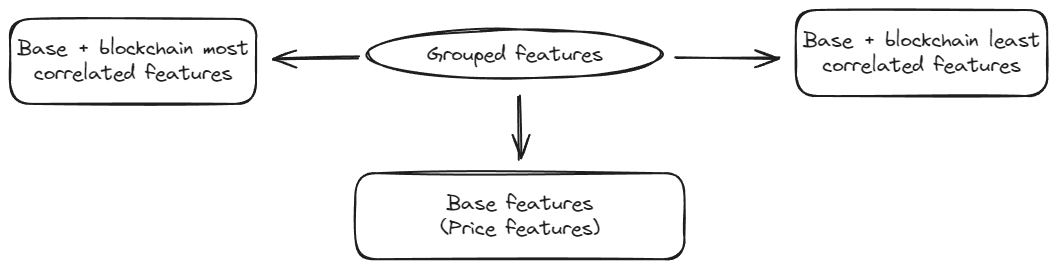 Base + blockchain most
correlated features
Grouped features
Base + blockchain least
correlated features
Base features
(Price features)